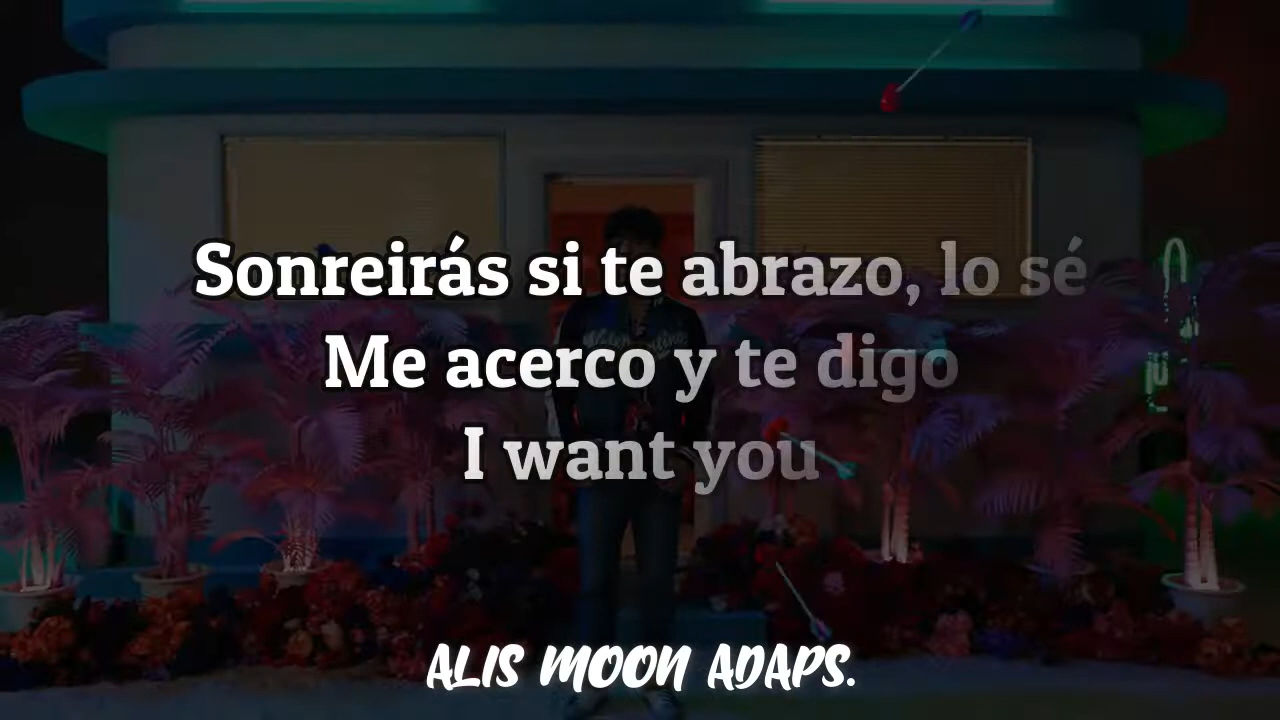 Sonreirás si te abrazo, lo sé
Me acerco y te digo
I want you
ALIS MOON ADAPS.